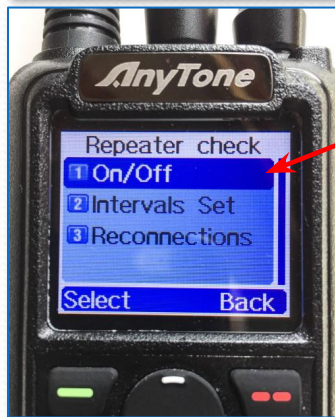 AnyTone
Repeater check
1 On/Off
2 Intervals Set
3 Reconnections
Select Back